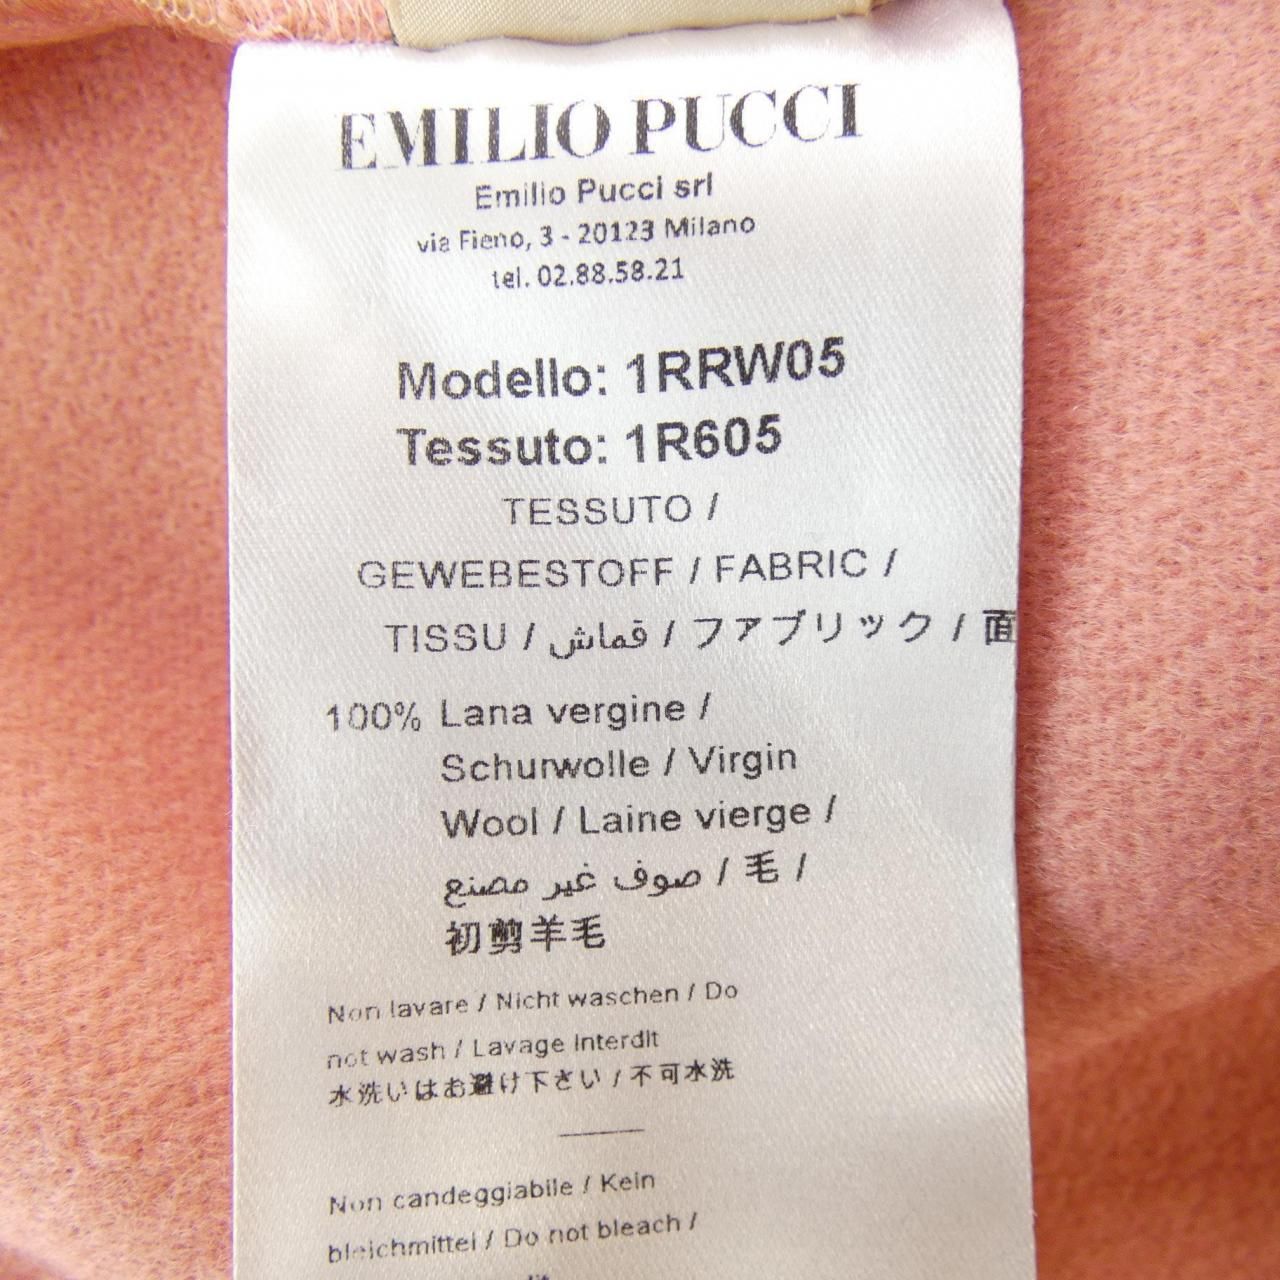 EMILIO PUCCI
Emilio Pucci srl
via Fieno, 3 - 20123 Milano
tel. 02.88.58.21
Modello: 1RRW05
Tessuto: 1R605
TESSUTO /
GEWEBESTOFF / FABRIC /
TISSU / قماش / ファブリック / 面
100% Lana vergine /
Schurwolle / Virgin
Wool / Laine vierge /
صوف غير مصنع / 毛 /
初剪羊毛
Non lavare / Nicht waschen / Do
not wash / Lavage interdit
水洗いはお避け下さい / 不可水洗
Non candeggiabile / Kein
bleichmittel / Do not bleach /